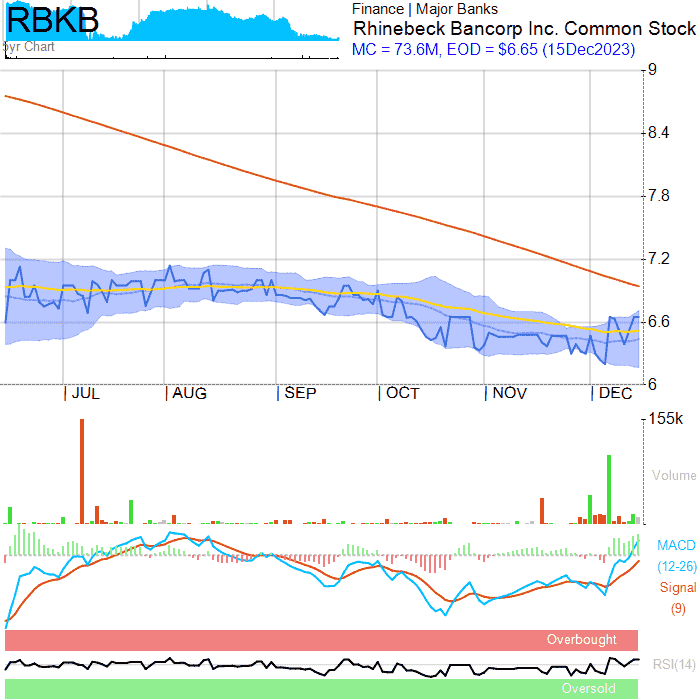 RBKB
5yr Chart
Finance | Major Banks
Rhinebeck Bancorp Inc. Common Stock
MC = 73.6M, EOD = $6.65 (15Dec2023)
9
8.4
7.8
7.2
6.6
6
| JUL | AUG | SEP | OCT | NOV | DEC
155k
Volume
MACD
(12-26)
Signal
(9)
Overbought
RSI(14)
Oversold